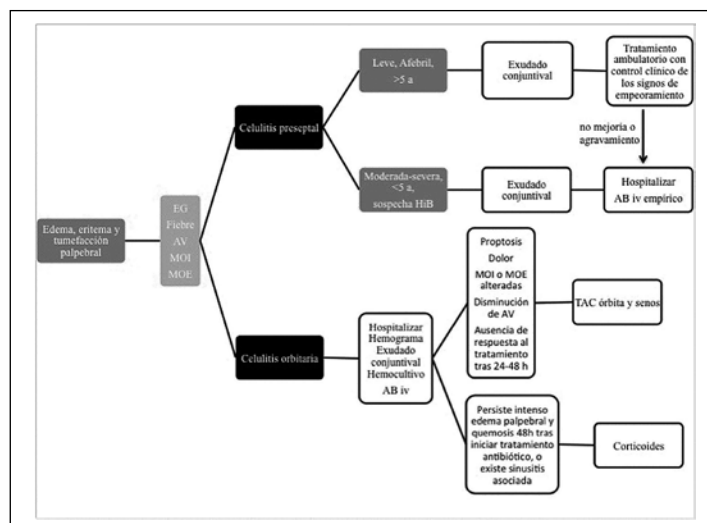 Edema, eritema y
tumefacción
palpebral
EG
Fiebre
AV
MOI
MOE
Celulitis preseptal
Leve, Afebril,
>5 a
Exudado
conjuntival
Tratamiento
ambulatorio con
control clínico de
los signos de
empeoramiento
no mejoría o
agravamiento
Moderada-severa,
<5 a,
sospecha HiB
Exudado
conjuntival
Hospitalizar
AB iv empírico
Celulitis orbitaria
Hospitalizar
Hemograma
Exudado
conjuntival
Hemocultivo
AB iv
Proptosis
Dolor
MOI o MOE
alteradas
Disminución
de AV
Ausencia de
respuesta al
tratamiento
tras 24-48 h
TAC órbita y senos
Persiste intenso
edema palpebral y
quemosis 48h tras
iniciar tratamiento
antibiótico, o
existe sinusitis
asociada
Corticoides